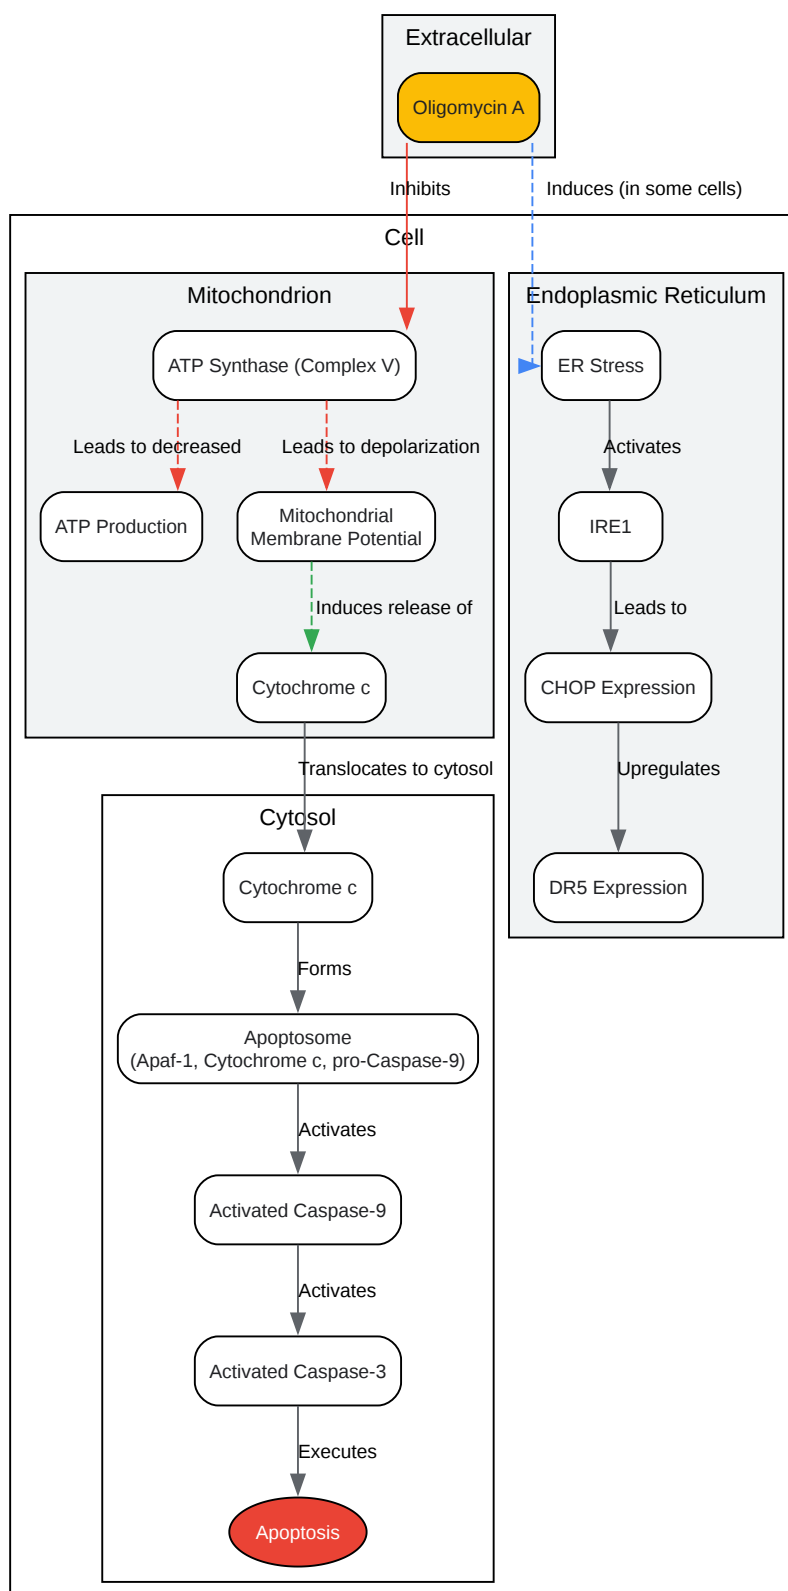 Extracellular
Oligomycin A
Inhibits
Induces (in some cells)
Cell
Mitochondrion
Endoplasmic Reticulum
ATP Synthase (Complex V)
ER Stress
Leads to decreased
Leads to depolarization
Activates
ATP Production
Mitochondrial
Membrane Potential
IRE1
Induces release of
Leads to
Cytochrome c
CHOP Expression
Translocates to cytosol
Upregulates
Cytosol
Cytochrome c
DR5 Expression
Forms
Apoptosome
(Apaf-1, Cytochrome c, pro-Caspase-9)
Activates
Activated Caspase-9
Activates
Activated Caspase-3
Executes
Apoptosis